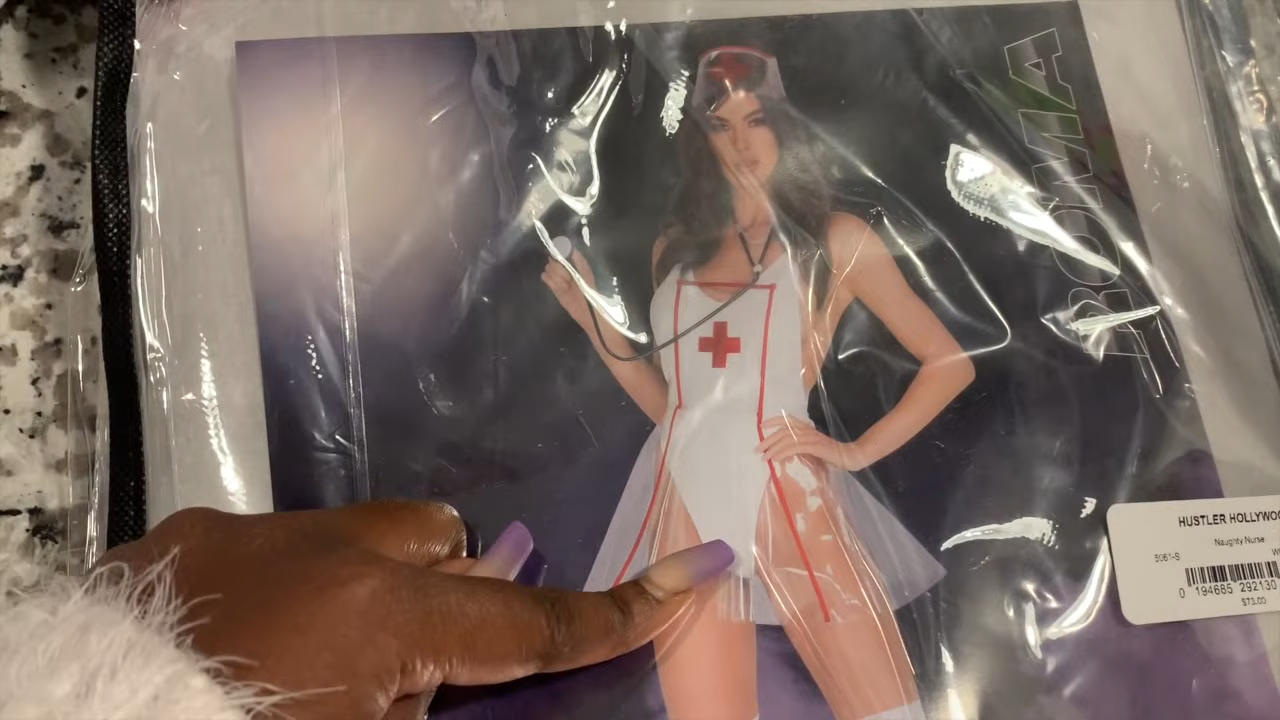 ROMA
HUSTLER HOLLYWOO
Naughty Nurse
5061-S
0 194685 292130
$73.00